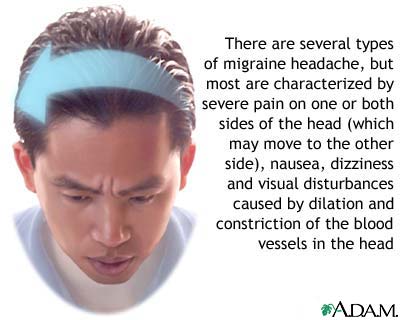 There are several types
of migraine headache, but
most are characterized by
severe pain on one or both
sides of the head (which
may move to the other
side), nausea, dizziness
and visual disturbances
caused by dilation and
constriction of the blood
vessels in the head
ADAM.